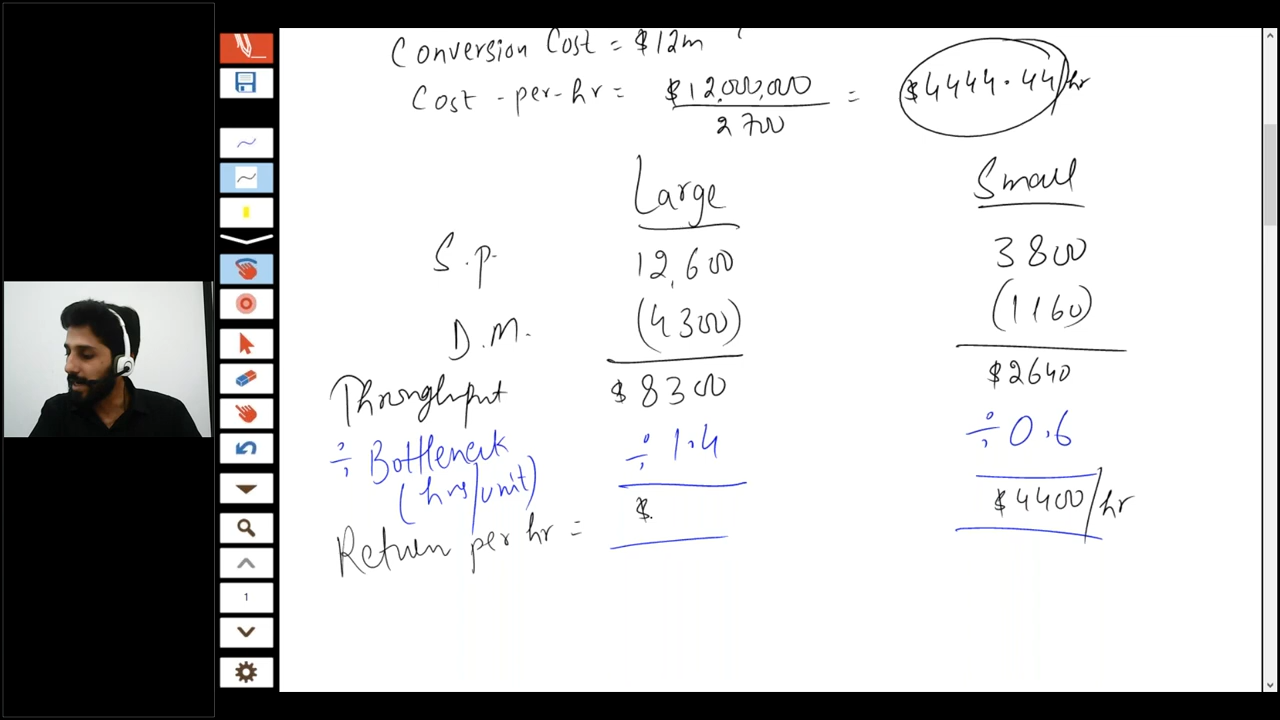 Conversion Cost = $12m
Cost-per-hr = $12,000,000 / 2700 = $4444.44/hr
Large Small
S.p. 12,600 3800
D.M. (4300) (1160)
Throughput $8300 $2640
÷ Bottleneck ÷ 1.4 ÷ 0.6
(hrs/unit)
Return per hr = $ $4400/hr
1